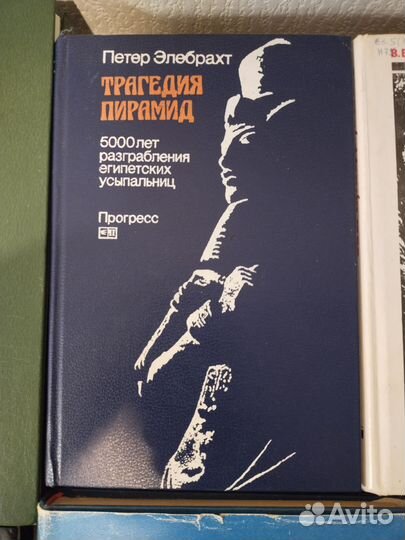 Петер Элебрахт
ТРАГЕДИЯ
ПИРАМИД
5000 лет
разграбления
египетских
усыпальниц
Прогресс
Avito